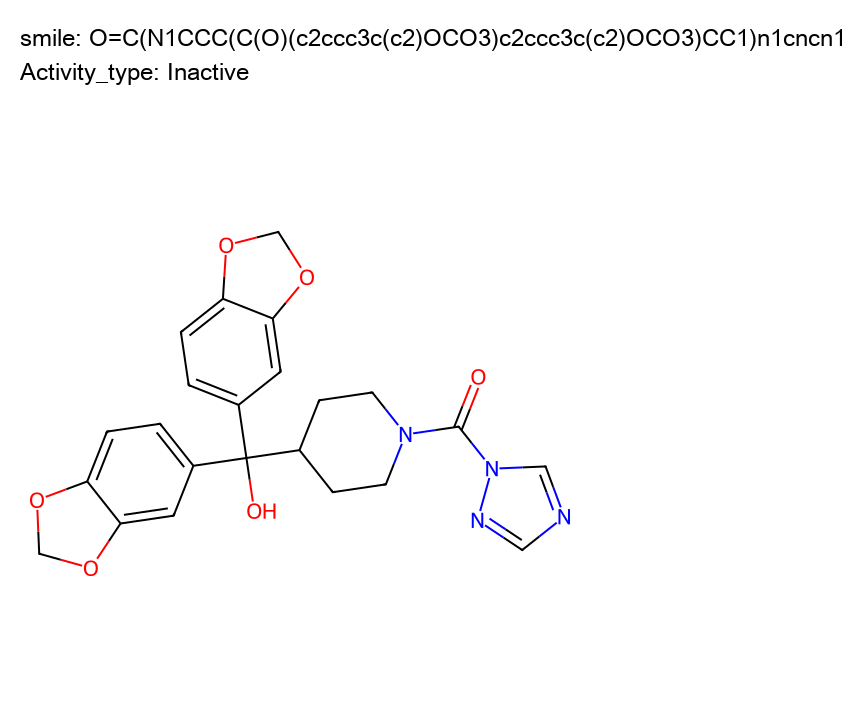 smile: O=C(N1CCC(C(O)(c2ccc3c(c2)OCO3)c2ccc3c(c2)OCO3)CC1)n1cncn1
Activity_type: Inactive
O
O
O
N
N
O
OH
N
N
O
O